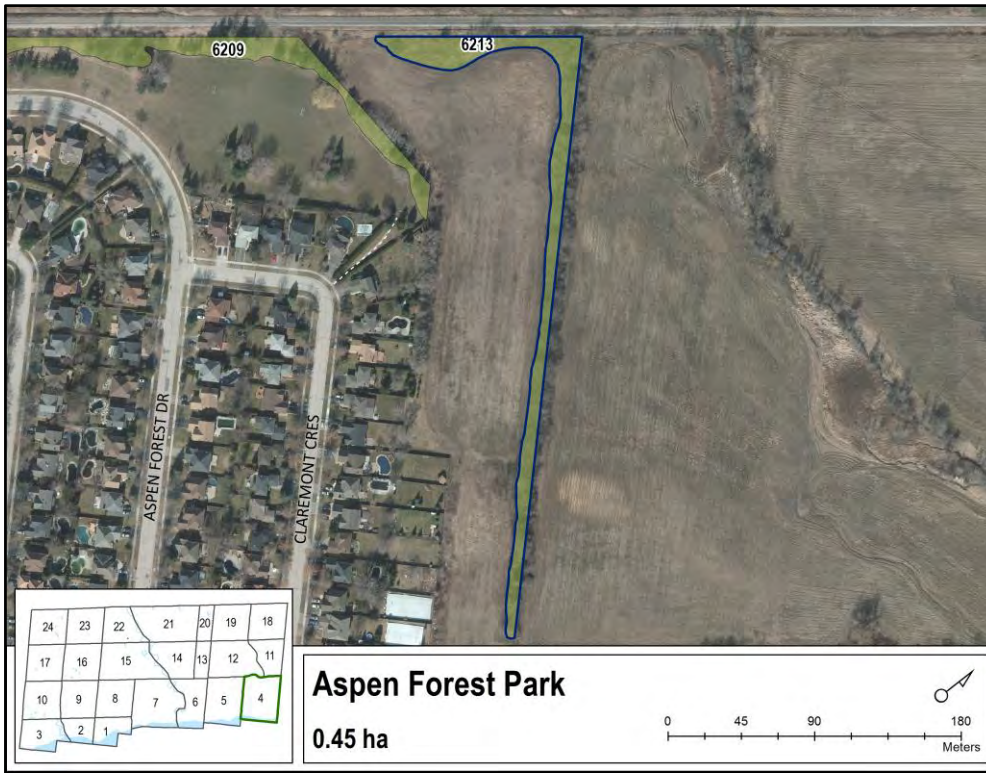 6209
6213
ASPEN FOREST DR
CLAREMONT CRES
24 23 22 21 20 19 18
17 16 15 14 13 12 11
10 9 8 7 6 5 4
3 2 1
Aspen Forest Park
0.45 ha
0 45 90 180
Meters